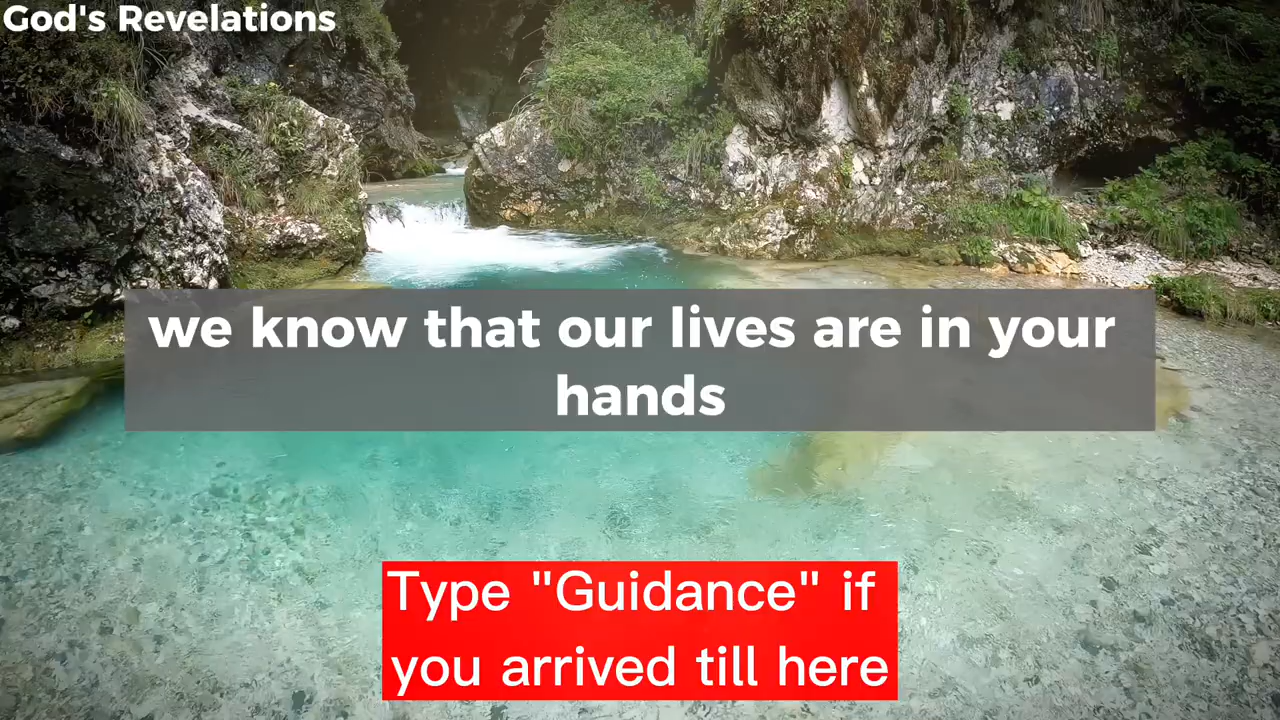 God's Revelations
we know that our lives are in your
hands
Type "Guidance" if
you arrived till here